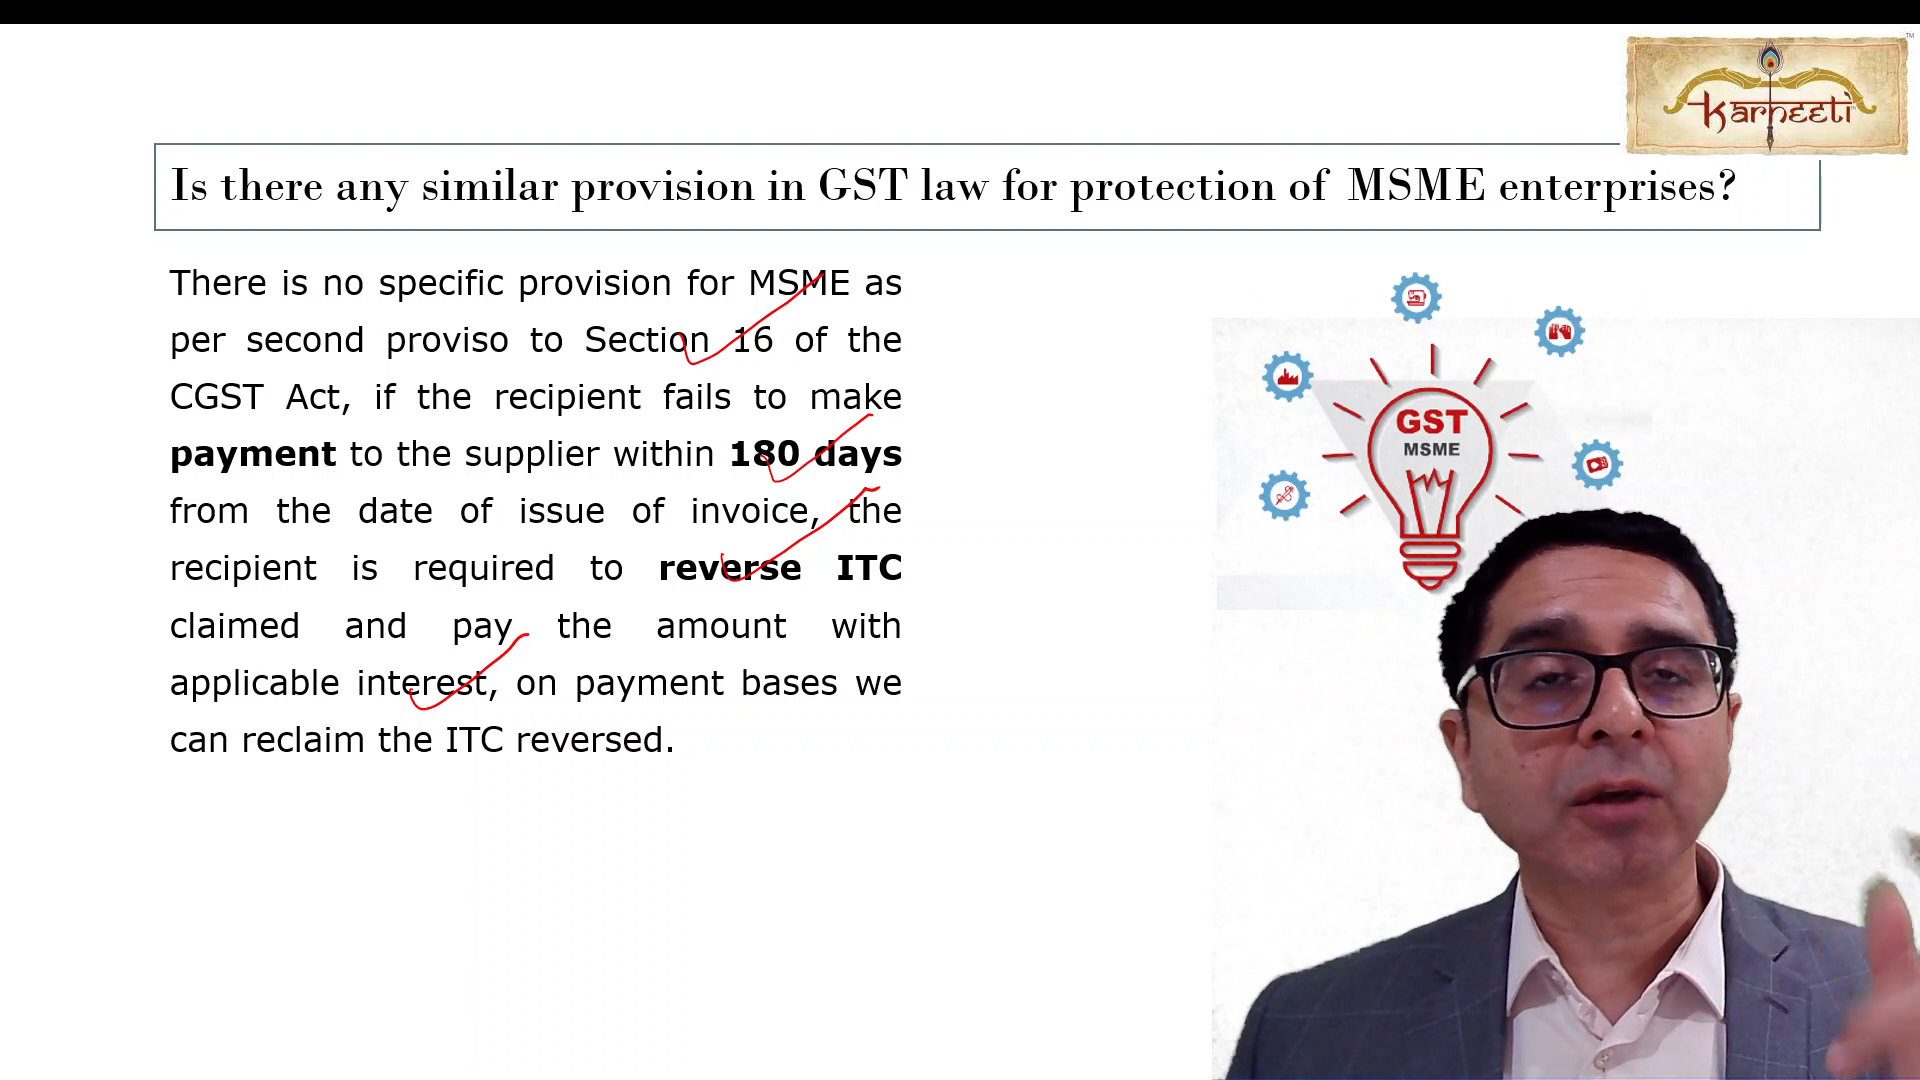 karneeti
TM
Is there any similar provision in GST law for protection of MSME enterprises?
There is no specific provision for MSME as
per second proviso to Section 16 of the
CGST Act, if the recipient fails to make
payment to the supplier within 180 days
from the date of issue of invoice, the
recipient is required to reverse ITC
claimed and pay the amount with
applicable interest, on payment bases we
can reclaim the ITC reversed.
GST
MSME